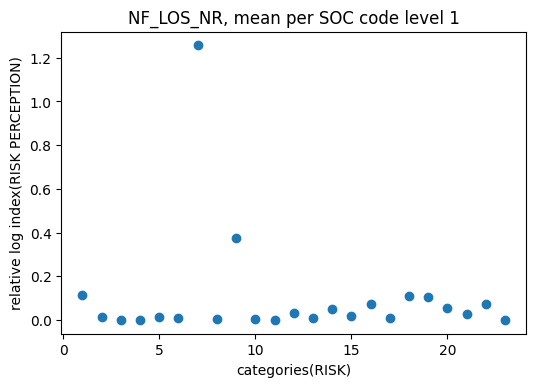 NF_LOS_NR, mean per SOC code level 1
relative log index(RISK PERCEPTION)
1.2
1.0
0.8
0.6
0.4
0.2
0.0
0 5 10 15 20
categories(RISK)